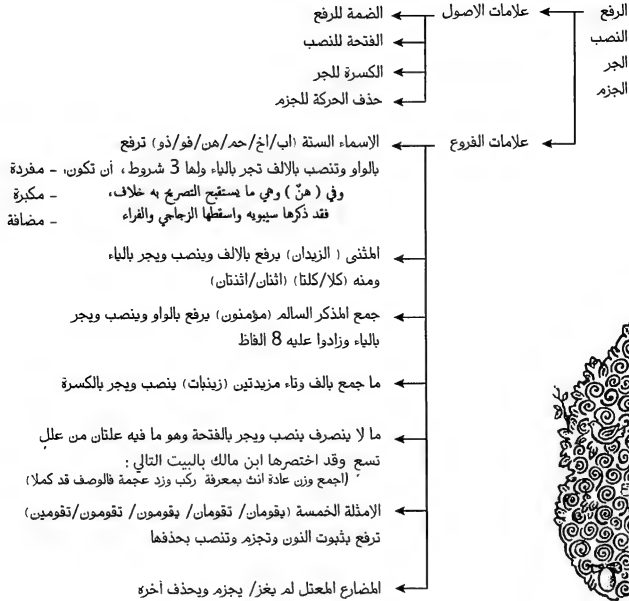 الرفع
النصب
الجر
الجزم
علامات الاصول
الضمة للرفع
الفتحة للنصب
الكسرة للجر
حذف الحركة للجزم
علامات الفروع
الاسماء الستة (اب/اخ/حم/هن/فو/ذو) ترفع
بالواو وتنصب بالالف تجر بالياء ولها 3 شروط، أن تكون، - مفردة
وفي ( هنٌ ) وهي ما يستقبح التصريح به خلاف، - مكبرة
فقد ذكرها سيبويه واسقطها الزجاجي والفراء - مضافة
المثنى ( الزيدان) يرفع بالالف وينصب ويجر بالياء
ومنه (كلا/كلتا) (اثنان/اثنتان)
جمع المذكر السالم (مؤمنون) يرفع بالواو وينصب ويجر
بالياء وزادوا عليه 8 الفاظ
ما جمع بالف وتاء مزيدتين (زينبات) ينصب ويجر بالكسرة
ما لا ينصرف ينصب ويجر بالفتحة وهو ما فيه علتان من علل
تسع وقد اختصرها ابن مالك بالبيت التالي :
(اجمع وزن عادة انث بمعرفة ركب وزد عجمة فالوصف قد كملا)
الامثلة الخمسة (يقومان/ تقومان/ يقومون/ تقومون/تقومين)
ترفع بثبوت النون وتجزم وتنصب بحذفها
المضارع المعتل لم يغز/ يجزم ويحذف أخره